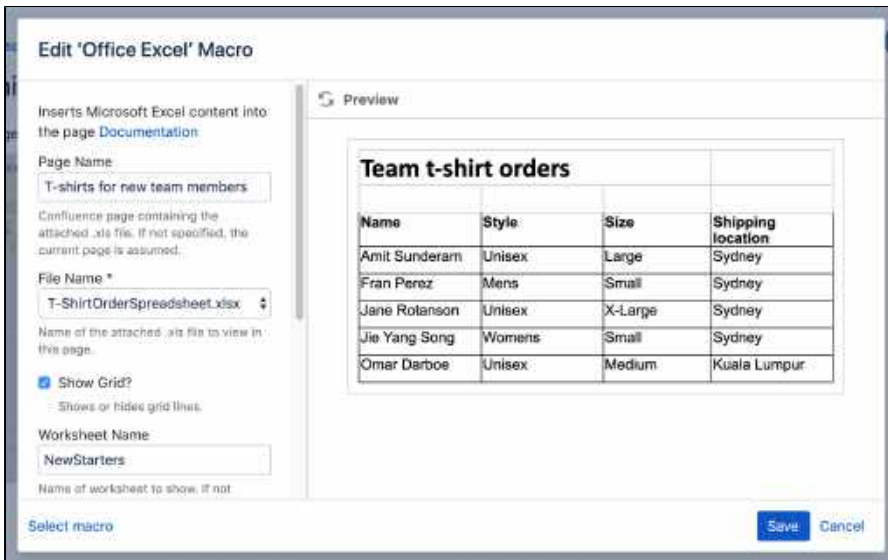 Edit 'Office Excel' Macro
Inserts Microsoft Excel content into
the page Documentation
Page Name
T-shirts for new team members
Confluence page containing the
attached .xls file. If not specified, the
current page is assumed.
File Name *
T-ShirtOrderSpreadsheet.xlsx
Name of the attached .xls file to view in
this page.
Show Grid?
Shows or hides grid lines.
Worksheet Name
NewStarters
Name of worksheet to show. If not
Preview
Team t-shirt orders
Name Style Size Shipping location
Amit Sunderam Unisex Large Sydney
Fran Perez Mens Small Sydney
Jane Rotanson Unisex X-Large Sydney
Jie Yang Song Womens Small Sydney
Omar Darboe Unisex Medium Kuala Lumpur
Select macro
Save Cancel